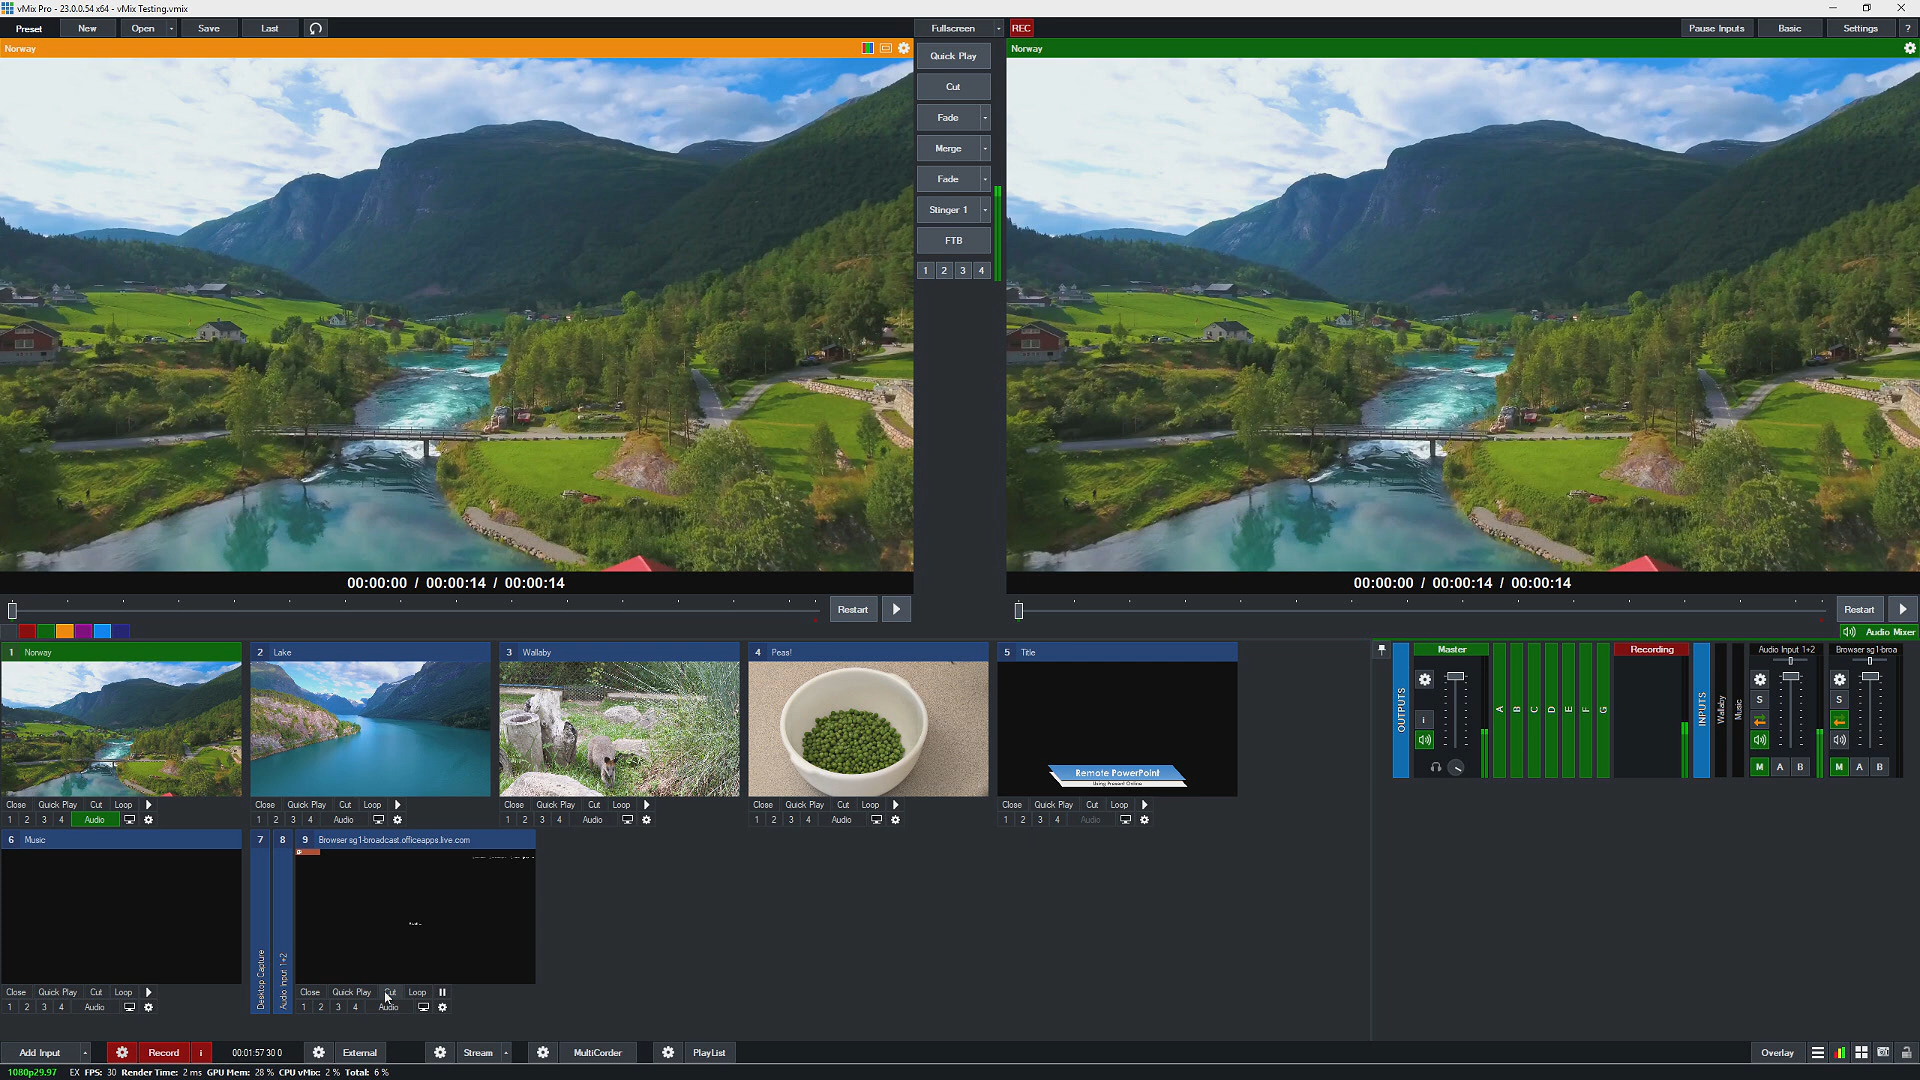 vMix Pro - 23.0.0.54 x64 - vMix Testing.vmix
Preset New Open Save Last Fullscreen REC Pause Inputs Basic Settings ?
Norway
Norway
Quick Play
Cut
Fade
Merge
Fade
Stinger 1
FTB
1 2 3 4
00:00:00 / 00:00:14 / 00:00:14
00:00:00 / 00:00:14 / 00:00:14
Restart
Restart
Audio Mixer
1 Norway
2 Lake
3 Wallaby
4 Peas!
5 Title
Remote PowerPoint
Using Present Online
Close Quick Play Cut Loop
1 2 3 4 Audio
Close Quick Play Cut Loop
1 2 3 4 Audio
Close Quick Play Cut Loop
1 2 3 4 Audio
Close Quick Play Cut Loop
1 2 3 4 Audio
Close Quick Play Cut Loop
1 2 3 4 Audio
OUTPUTS
Master
i
A B C D E F G
Recording
INPUTS
Wallaby
Music
Audio Input 1+2
S
M A B
Browser sg1-broa
S
M A B
6 Music
7 Desktop Capture
8 Audio Input 1+2
9 Browser sg1-broadcast.officeapps.live.com
Close Quick Play Cut Loop
1 2 3 4 Audio
Close Quick Play Cut Loop
1 2 3 4 Audio
Add Input Record i 00:01:57 30 0 External Stream MultiCorder PlayList Overlay
1080p29.97 EX FPS: 30 Render Time: 2 ms GPU Mem: 28 % CPU vMix: 2 % Total: 6 %